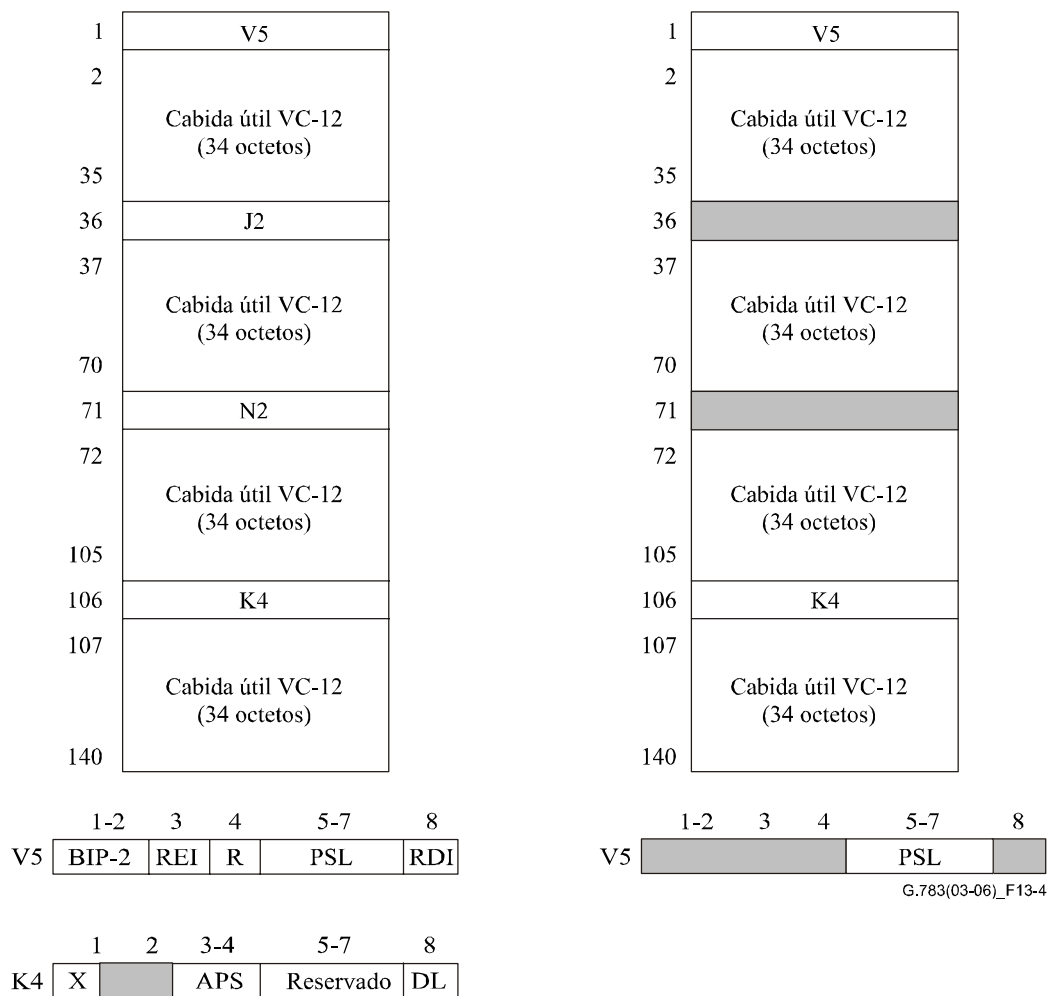 1 V5
2
Cabida útil VC-12
(34 octetos)
35
36 J2
37
Cabida útil VC-12
(34 octetos)
70
71 N2
72
Cabida útil VC-12
(34 octetos)
105
106 K4
107
Cabida útil VC-12
(34 octetos)
140
1-2 3 4 5-7 8
V5 BIP-2 REI R PSL RDI
1 2 3-4 5-7 8
K4 X APS Reservado DL
1 V5
2
Cabida útil VC-12
(34 octetos)
35
36
37
Cabida útil VC-12
(34 octetos)
70
71
72
Cabida útil VC-12
(34 octetos)
105
106 K4
107
Cabida útil VC-12
(34 octetos)
140
1-2 3 4 5-7 8
V5 PSL
G.783(03-06)_F13-4